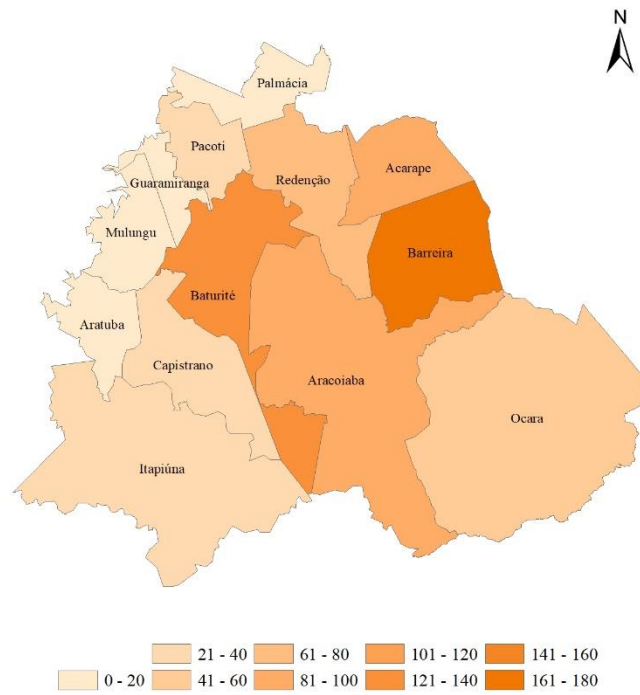 N
Palmácia
Pacoti
Acarape
Redenção
Guaramiranga
Mulungu
Barreira
Baturité
Aratuba
Capistrano
Aracoiaba
Ocara
Itapiúna
21 - 40
61 - 80
101 - 120
141 - 160
0 - 20
41 - 60
81 - 100
121 - 140
161 - 180